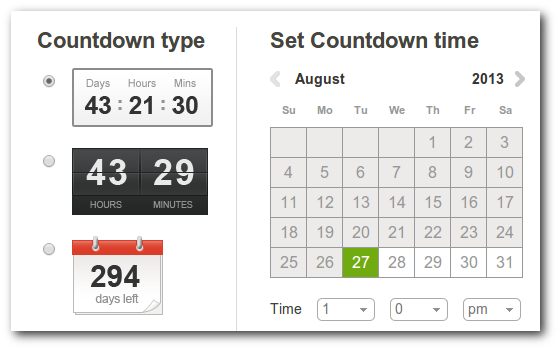 Countdown type
Days Hours Mins
43 : 21 : 30
43 29
HOURS MINUTES
294
days left
Set Countdown time
August 2013
Su Mo Tu We Th Fr Sa
1 2 3
4 5 6 7 8 9 10
11 12 13 14 15 16 17
18 19 20 21 22 23 24
25 26 27 28 29 30 31
Time 1 0 pm